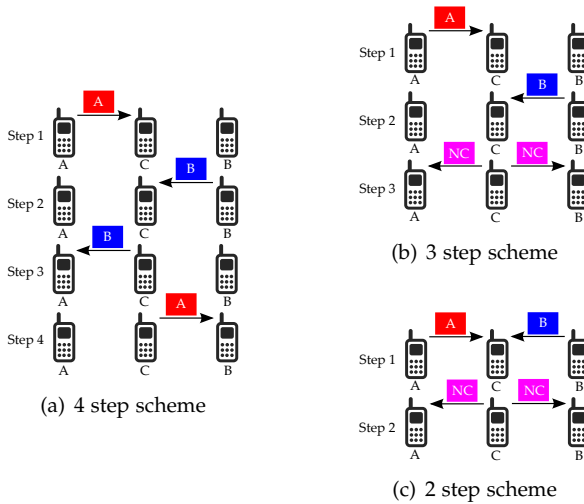 A
Step 1
A C B
B
Step 2
A C B
B
Step 3
A C B
A
Step 4
A C B
(a) 4 step scheme
A
Step 1
A C B
B
Step 2
A C B
NC NC
Step 3
A C B
(b) 3 step scheme
A B
Step 1
A C B
NC NC
Step 2
A C B
(c) 2 step scheme